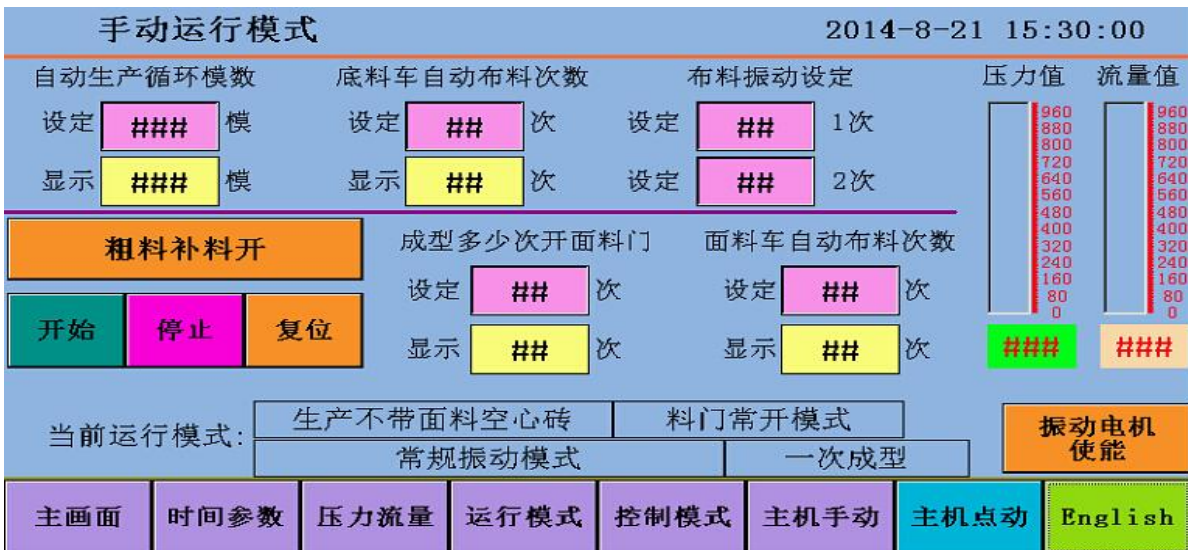 手动运行模式 2014-8-21 15:30:00
自动生产循环模数 底料车自动布料次数 布料振动设定 压力值 流量值
设定 ### 模 设定 ## 次 设定 ## 1次
显示 ### 模 显示 ## 次 设定 ## 2次
960 960
880 880
800 800
720 720
640 640
560 560
480 480
400 400
320 320
240 240
160 160
80 80
0 0
### ###
粗料补料开 成型多少次开面料门 面料车自动布料次数
设定 ## 次 设定 ## 次
开始 停止 复位
显示 ## 次 显示 ## 次
当前运行模式: 生产不带面料空心砖 料门常开模式
常规振动模式 一次成型
振动电机
使能
主画面 时间参数 压力流量 运行模式 控制模式 主机手动 主机点动 English